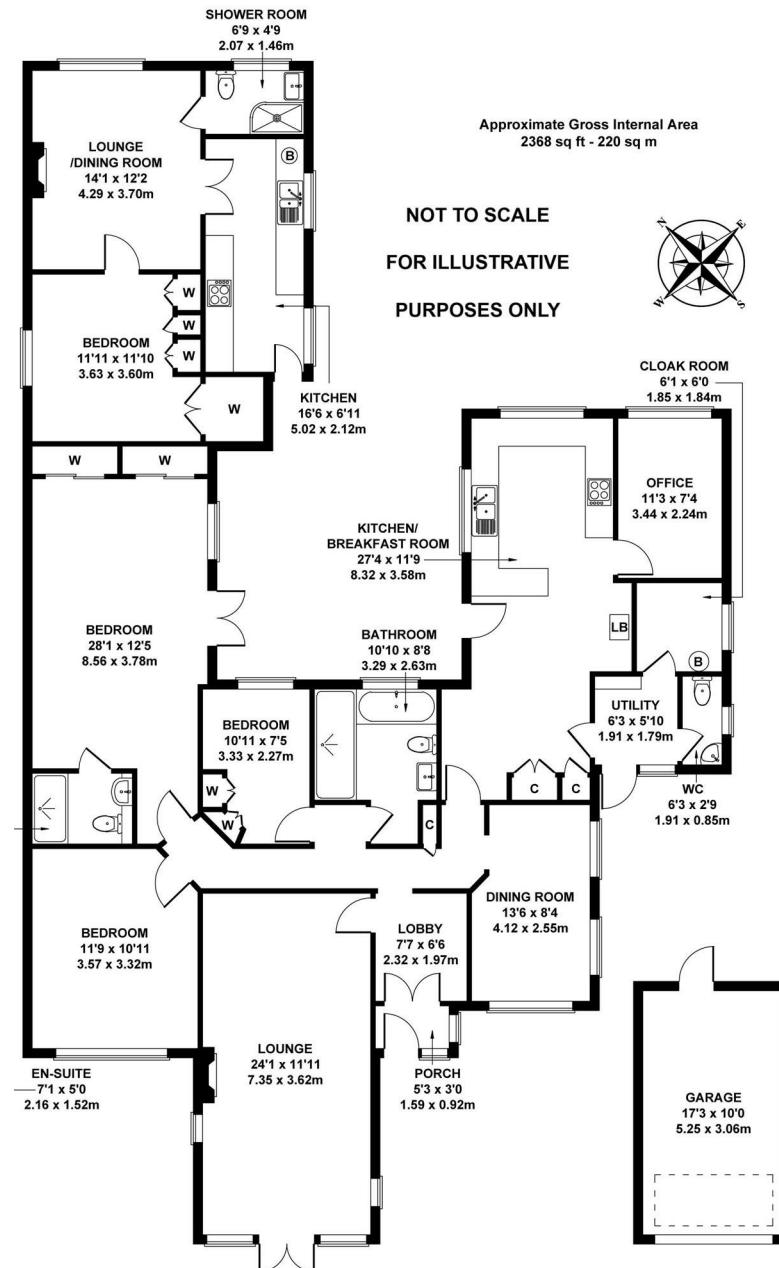 SHOWER ROOM
6'9 x 4'9
2.07 x 1.46m
Approximate Gross Internal Area
2368 sq ft - 220 sq m
LOUNGE
/DINING ROOM
14'1 x 12'2
4.29 x 3.70m
B
NOT TO SCALE
FOR ILLUSTRATIVE
PURPOSES ONLY
N
E
W
S
W
W
W
BEDROOM
11'11 x 11'10
3.63 x 3.60m
W
KITCHEN
16'6 x 6'11
5.02 x 2.12m
CLOAK ROOM
6'1 x 6'0
1.85 x 1.84m
W
W
OFFICE
11'3 x 7'4
3.44 x 2.24m
KITCHEN/
BREAKFAST ROOM
27'4 x 11'9
8.32 x 3.58m
BEDROOM
28'1 x 12'5
8.56 x 3.78m
LB
BATHROOM
10'10 x 8'8
3.29 x 2.63m
B
BEDROOM
10'11 x 7'5
3.33 x 2.27m
UTILITY
6'3 x 5'10
1.91 x 1.79m
W
W
C
C
C
WC
6'3 x 2'9
1.91 x 0.85m
DINING ROOM
13'6 x 8'4
4.12 x 2.55m
BEDROOM
11'9 x 10'11
3.57 x 3.32m
LOBBY
7'7 x 6'6
2.32 x 1.97m
LOUNGE
24'1 x 11'11
7.35 x 3.62m
EN-SUITE
7'1 x 5'0
2.16 x 1.52m
PORCH
5'3 x 3'0
1.59 x 0.92m
GARAGE
17'3 x 10'0
5.25 x 3.06m